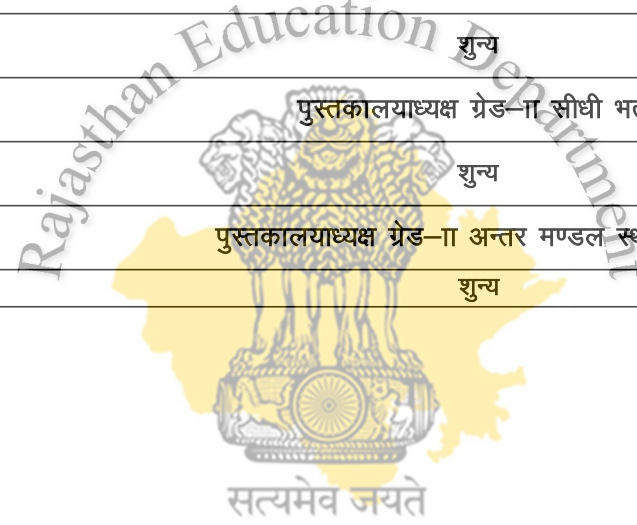 Rajasthan Education Department
शुन्य
पुस्तकालयाध्यक्ष ग्रेड–II सीधी
शुन्य
पुस्तकालयाध्यक्ष ग्रेड–II अन्तर मण्डल
शुन्य
सत्यमेव जयते